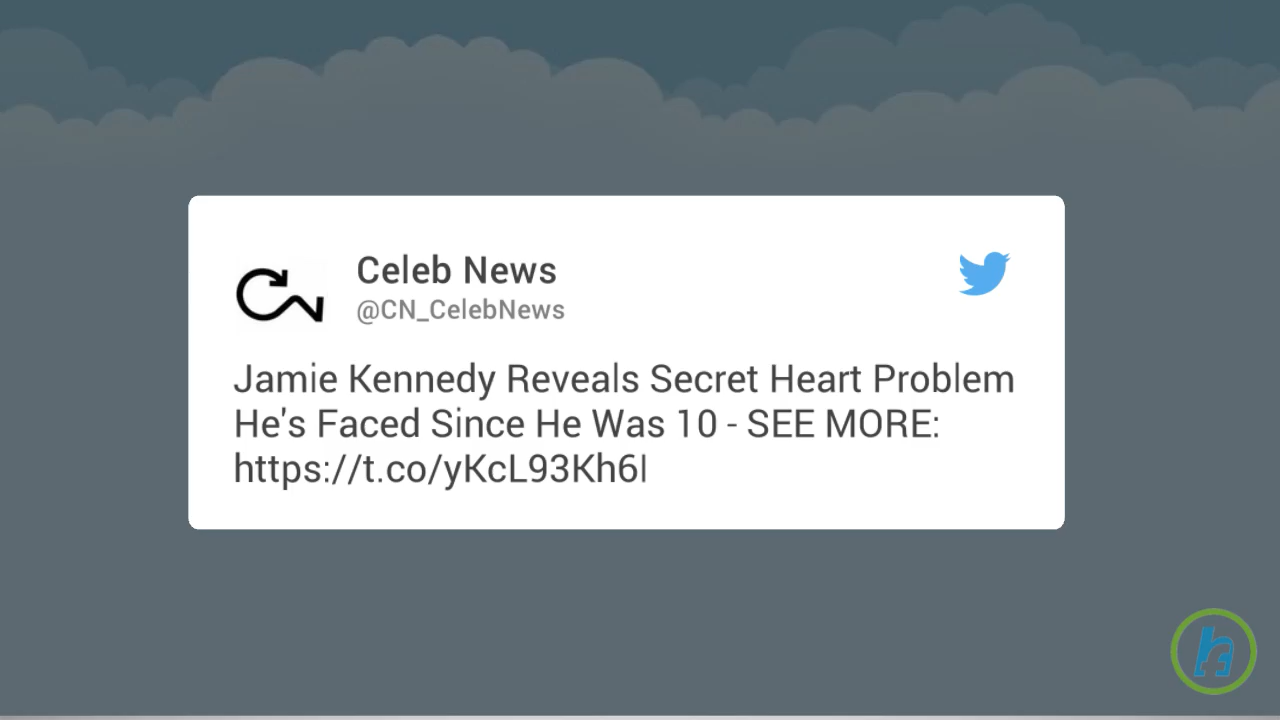 Celeb News
@CN_CelebNews
Jamie Kennedy Reveals Secret Heart Problem
He's Faced Since He Was 10 - SEE MORE:
https://t.co/yKcL93Kh6I